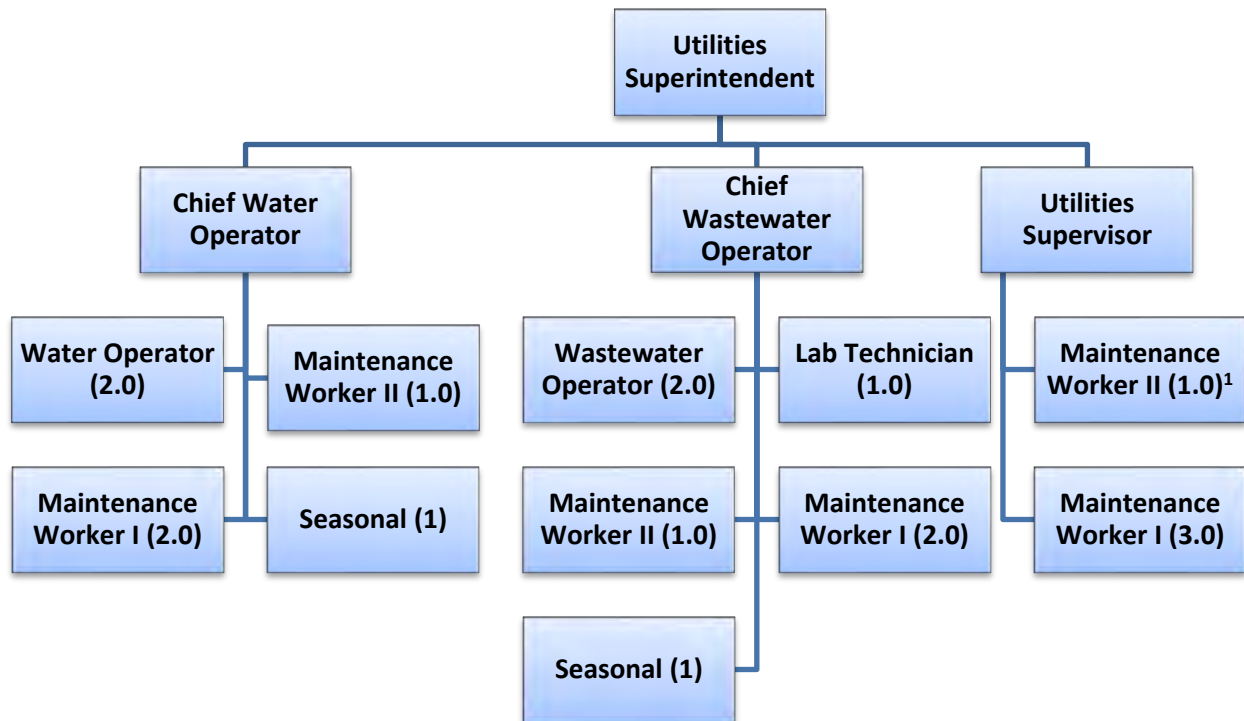 Utilities
Superintendent
Chief Water
Operator
Chief
Wastewater
Operator
Utilities
Supervisor
Water Operator
(2.0)
Maintenance
Worker II (1.0)
Wastewater
Operator (2.0)
Lab Technician
(1.0)
Maintenance
Worker II (1.0)¹
Maintenance
Worker I (2.0)
Seasonal (1)
Maintenance
Worker II (1.0)
Maintenance
Worker I (2.0)
Maintenance
Worker I (3.0)
Seasonal (1)